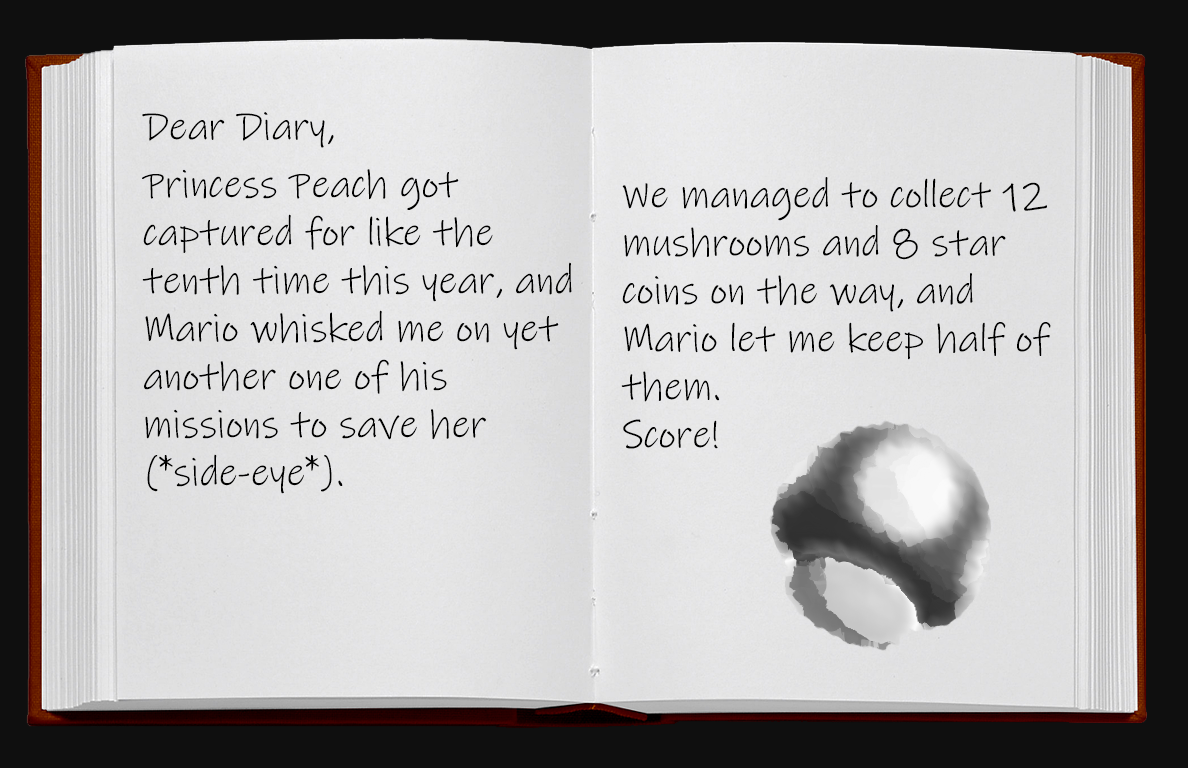 Dear Diary,
Princess Peach got
captured for like the
tenth time this year, and
Mario whisked me on yet
another one of his
missions to save her
(*side-eye*).
We managed to collect 12
mushrooms and 8 star
coins on the way, and
Mario let me keep half of
them.
Score!